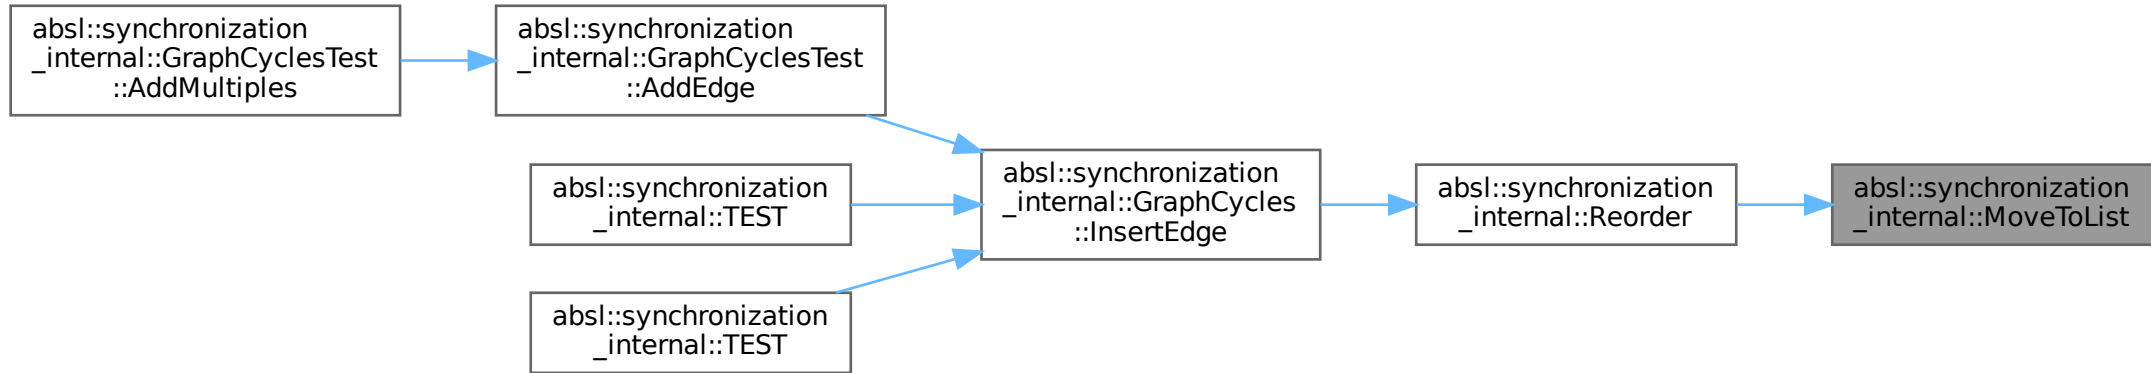 absl::synchronization
_internal::GraphCyclesTest
::AddMultiples
absl::synchronization
_internal::GraphCyclesTest
::AddEdge
absl::synchronization
_internal::TEST
absl::synchronization
_internal::TEST
absl::synchronization
_internal::GraphCycles
::InsertEdge
absl::synchronization
_internal::Reorder
absl::synchronization
_internal::MoveToList